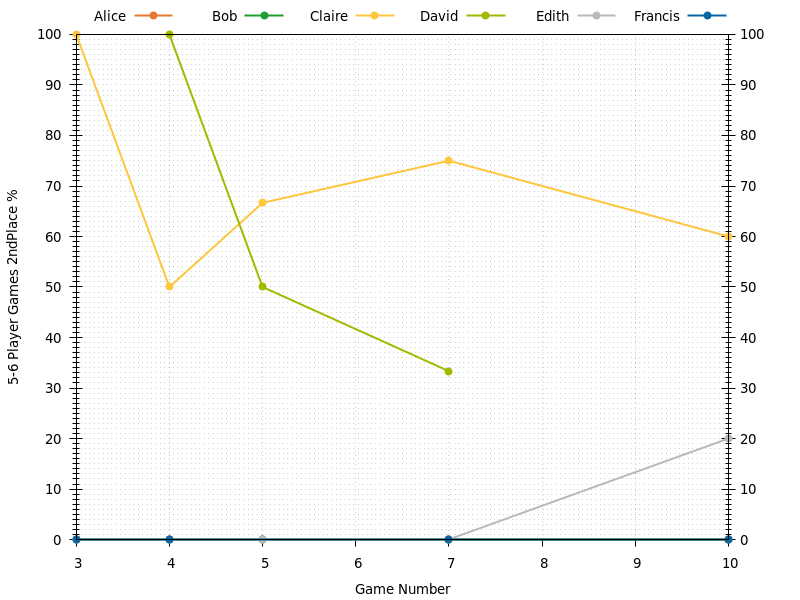 Alice Bob Claire David Edith Francis
100 100
90 90
80 80
70 70
60 60
50 50
40 40
30 30
20 20
10 10
0 0
3 4 5 6 7 8 9 10
5-6 Player Games 2ndPlace %
Game Number